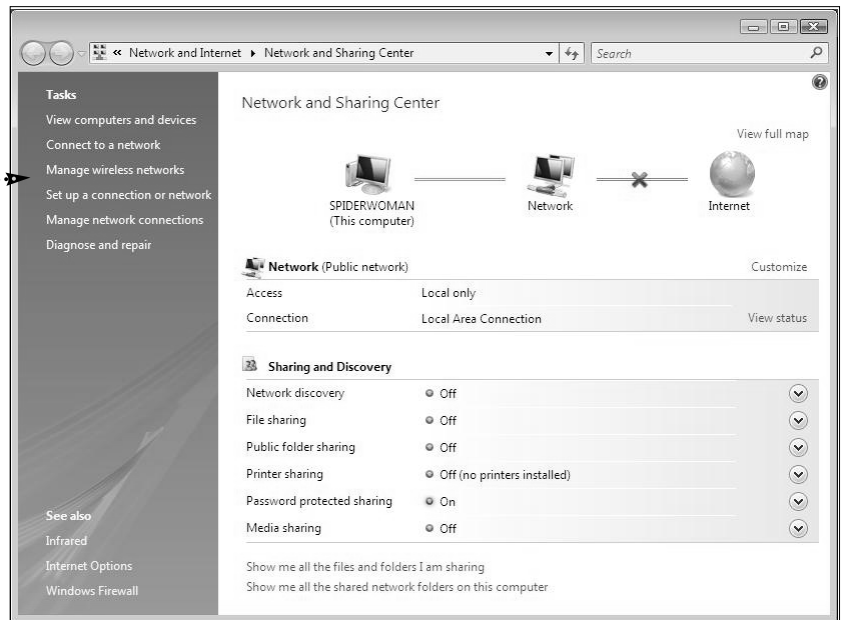 « Network and Internet ▸ Network and Sharing Center
Search
Tasks
View computers and devices
Connect to a network
Manage wireless networks
Set up a connection or network
Manage network connections
Diagnose and repair
See also
Infrared
Internet Options
Windows Firewall
Network and Sharing Center
View full map
SPIDERWOMAN
(This computer)
Network
Internet
Network (Public network)
Customize
Access Local only
Connection Local Area Connection View status
Sharing and Discovery
Network discovery Off
File sharing Off
Public folder sharing Off
Printer sharing Off (no printers installed)
Password protected sharing On
Media sharing Off
Show me all the files and folders I am sharing
Show me all the shared network folders on this computer